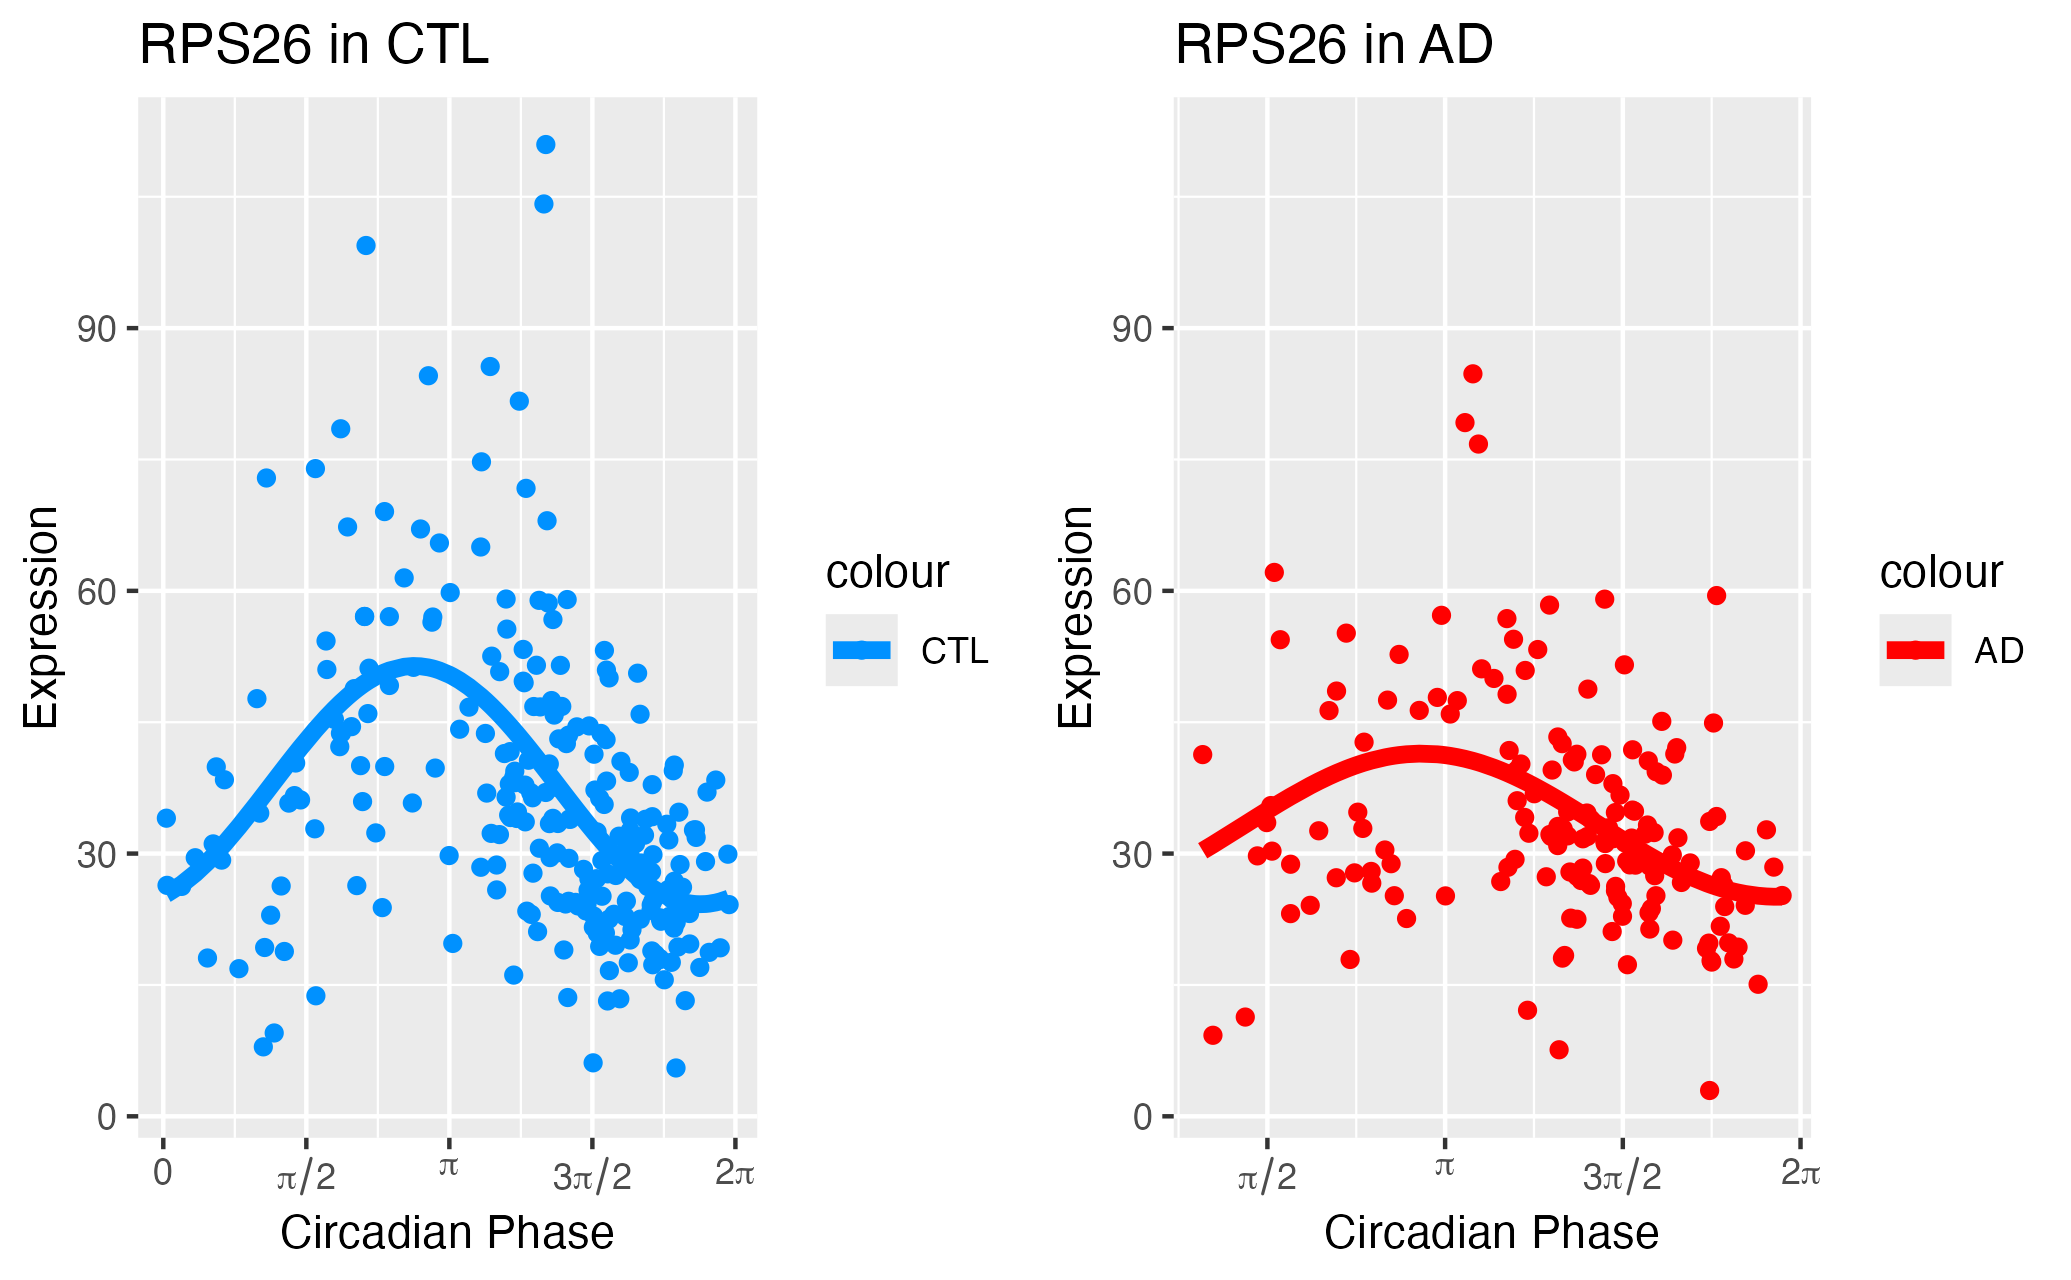 RPS26 in CTL
Expression
90
60
30
0
0 π/2 π 3π/2 2π
Circadian Phase
colour
CTL
RPS26 in AD
Expression
90
60
30
0
π/2 π 3π/2 2π
Circadian Phase
colour
AD